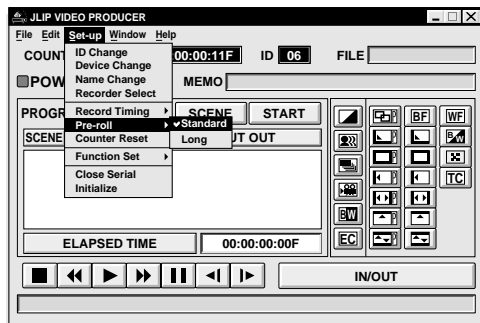 JLIP VIDEO PRODUCER
File Edit Set-up Window Help
COUNT 00:00:11F ID 06 FILE
POW MEMO
ID Change
Device Change
Name Change
Recorder Select
Record Timing
Pre-roll
Counter Reset
Function Set
Close Serial
Initialize
Standard
Long
PROGR SCENE START
SCENE UT OUT
ELAPSED TIME 00:00:00:00F
BF WF
B/W
TC
BW
EC
IN/OUT